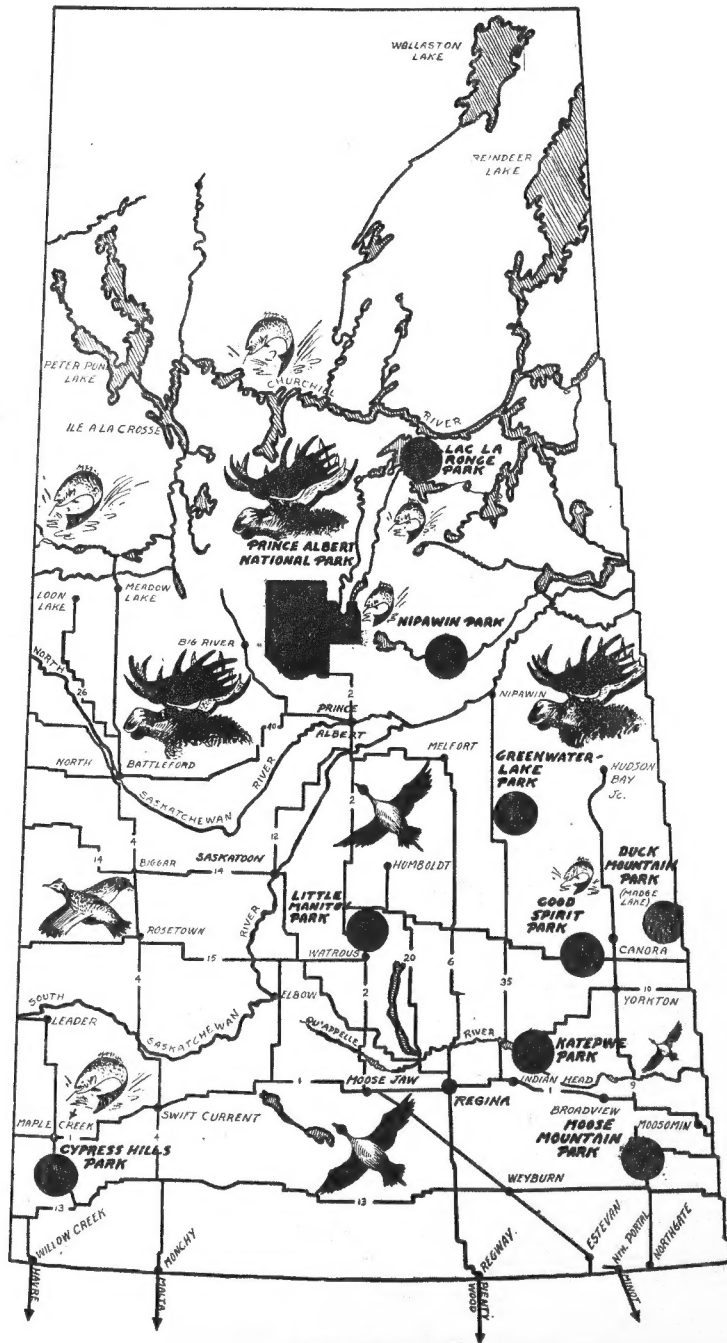 WOLLASTON
LAKE
REINDEER
LAKE
PETER POND
LAKE
CHURCHILL
RIVER
ILE A LA CROSSE
LAC LA
RONGE
PARK
PRINCE ALBERT
NATIONAL PARK
LOON
LAKE
MEADOW
LAKE
NIPAWIN PARK
BIG RIVER
NORTH
26
2
NIPAWIN
PRINCE
ALBERT
40
NORTH
BATTLEFORD
RIVER
MELFORT
GREENWATER-
LAKE
PARK
HUDSON
BAY
JC.
SASKATCHEWAN
4
12
2
14
BIGGAR
14
SASKATOON
HUMBOLDT
DUCK
MOUNTAIN
PARK
(MADGE
LAKE)
LITTLE
MANITOU
PARK
GOOD
SPIRIT
PARK
ROSETOWN
RIVER
15
WATROUS
20
6
CANORA
4
2
35
10
SOUTH
LEADER
SASKATCHEWAN
ELBOW
QU'APPELLE
RIVER
YORKTON
KATEPWE
PARK
1
MOOSE JAW
REGINA
INDIAN HEAD
1
9
SWIFT CURRENT
BROADVIEW
MAPLE CREEK
1
4
MOOSE
MOUNTAIN
PARK
MOOSOMIN
CYPRESS HILLS
PARK
13
13
WEYBURN
WILLOW CREEK
MONCHY
REGWAY
ESTEVAN
NTH. PORTAL
NORTHGATE
HAVRE
MALTA
PLENTY
WOOD
MINOT